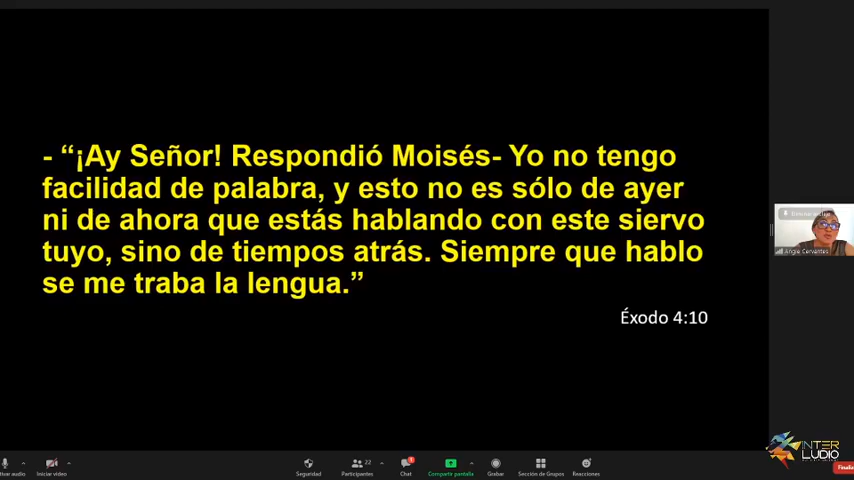 - “¡Ay Señor! Respondió Moisés- Yo no tengo
facilidad de palabra, y esto no es sólo de ayer
ni de ahora que estás hablando con este siervo
tuyo, sino de tiempos atrás. Siempre que hablo
se me traba la lengua.”
Éxodo 4:10
Angie Cervantes
Iniciar video
Seguridad
22
Participantes
Chat
Compartir pantalla
Grabar
Sección de Grupos
Reacciones
INTER
LUDIO
Finaliz